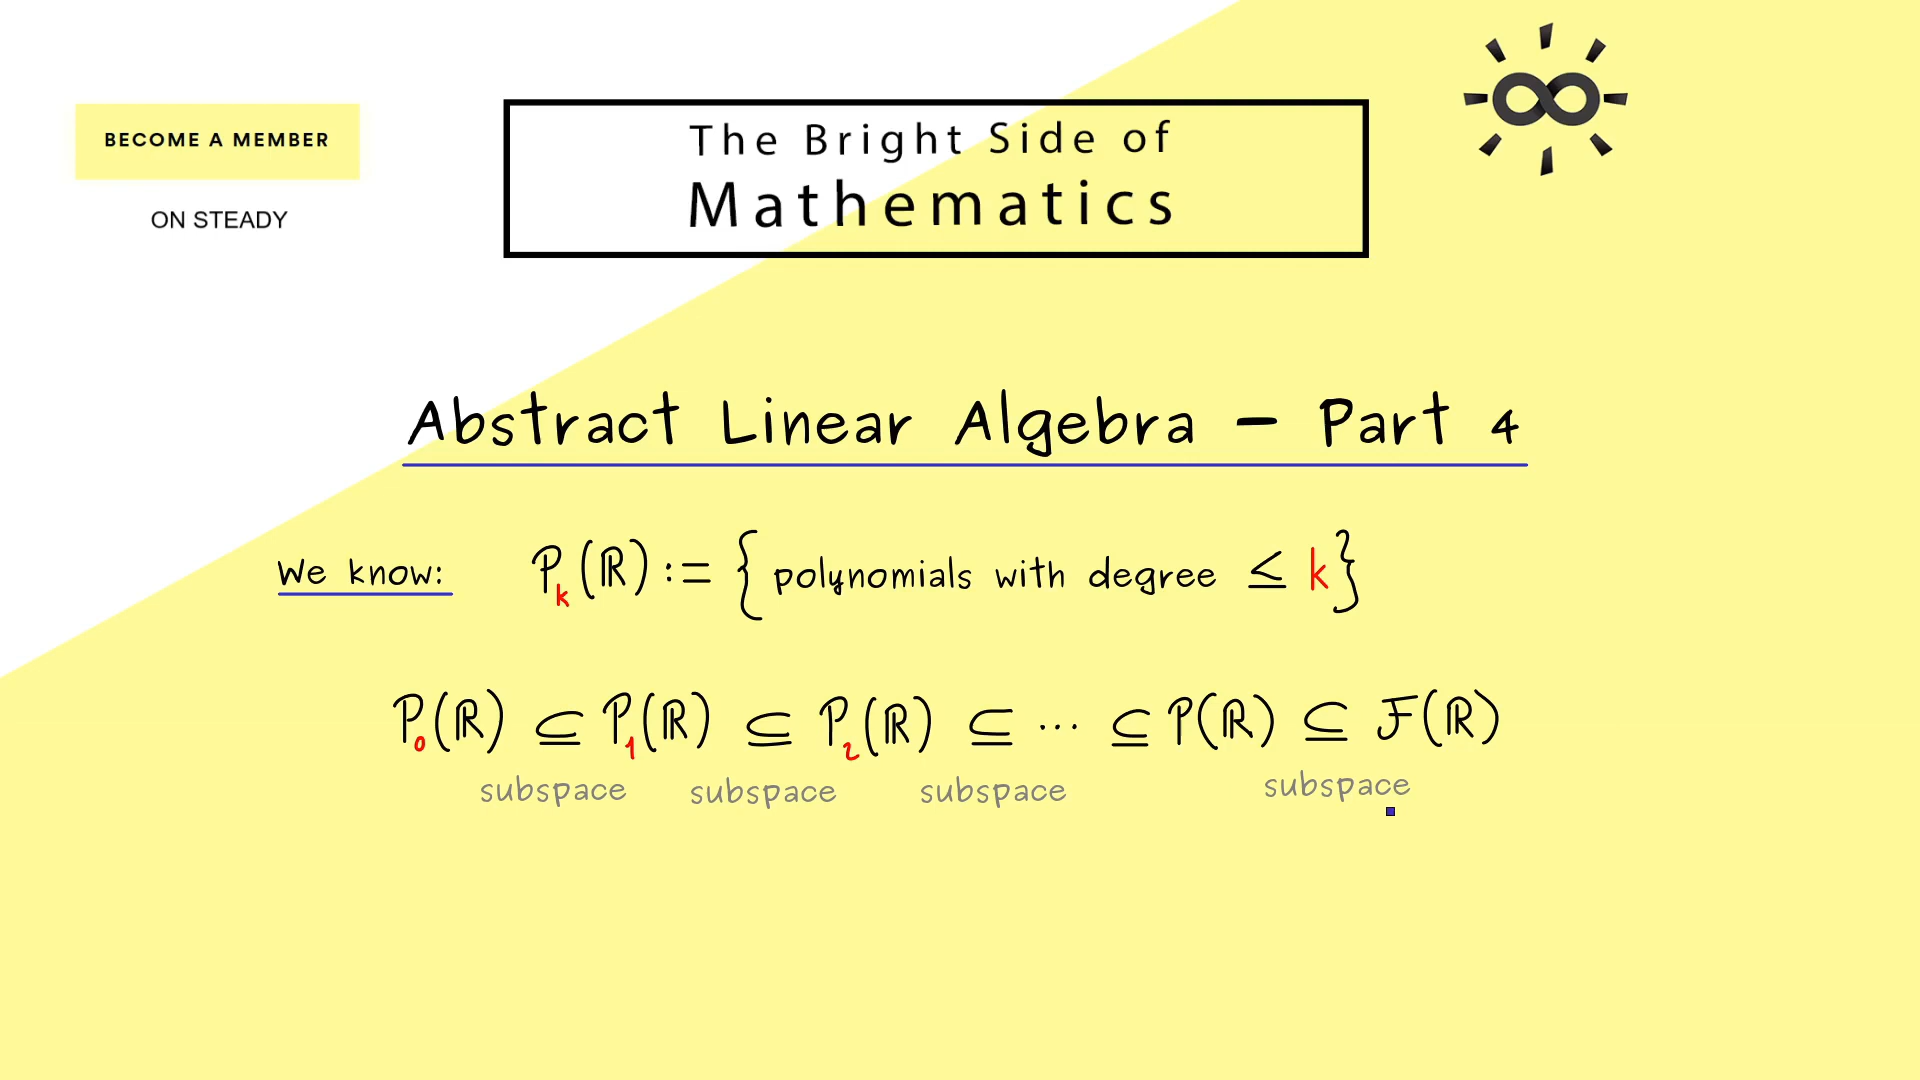 BECOME A MEMBER
ON STEADY
The Bright Side of
Mathematics
Abstract Linear Algebra – Part 4
We know: P_k(ℝ) := { polynomials with degree ≤ k }
P_0(ℝ) ⊆ P_1(ℝ) ⊆ P_2(ℝ) ⊆ ··· ⊆ P(ℝ) ⊆ F(ℝ)
subspace subspace subspace subspace